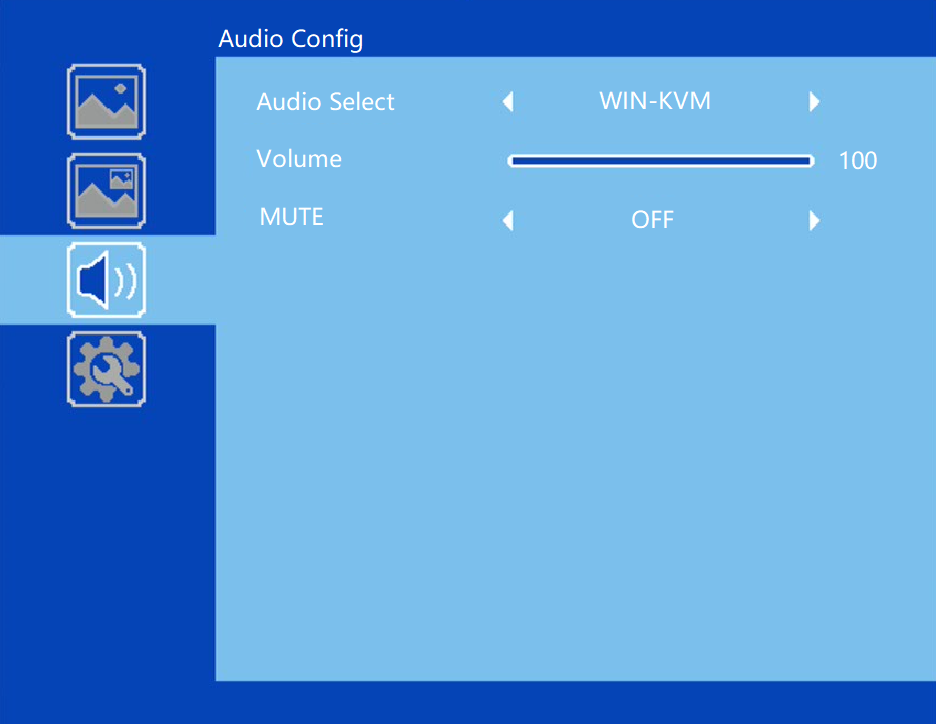 Audio Config
Audio Select WIN-KVM
Volume 100
MUTE OFF